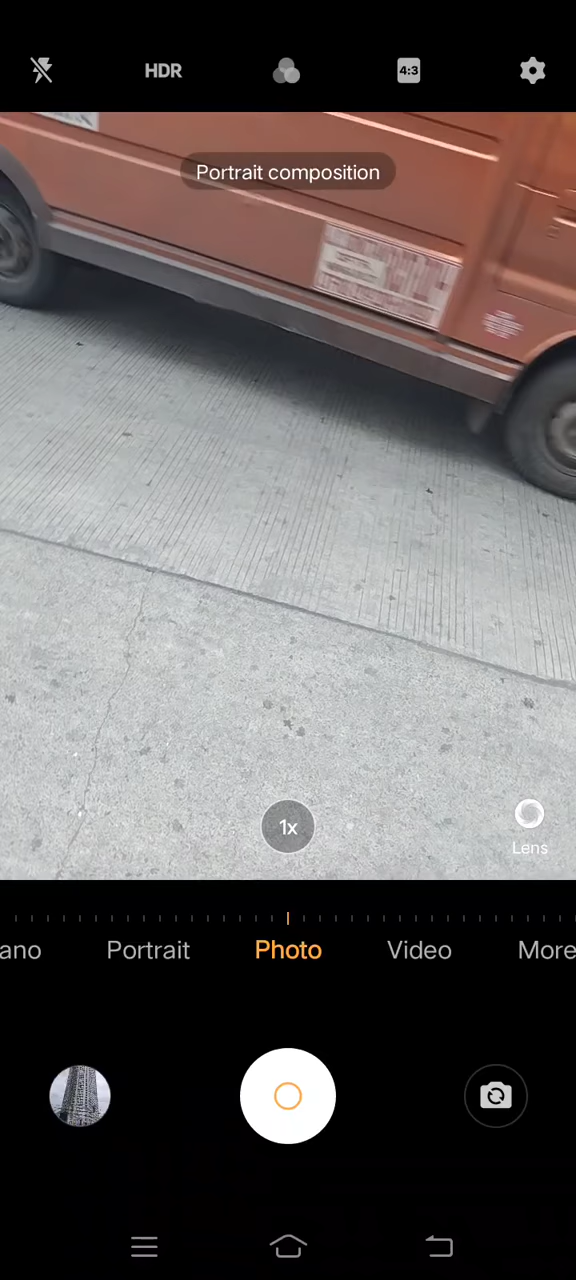 HDR
4:3
Portrait composition
1x
Lens
ano
Portrait
Photo
Video
More